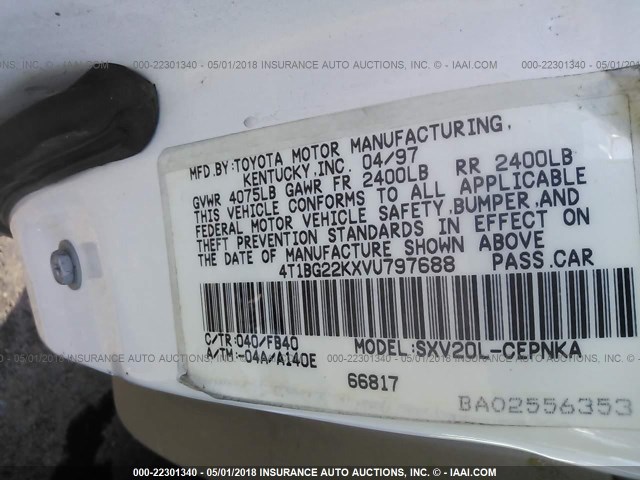 000-22301340 - 05/01/2018 INSURANCE AUTO AUCTIONS, INC. © - IAAI.COM
MFD.BY:TOYOTA MOTOR MANUFACTURING,
KENTUCKY,INC. 04/97
GVWR 4075LB GAWR FR 2400LB RR 2400LB
THIS VEHICLE CONFORMS TO ALL APPLICABLE
FEDERAL MOTOR VEHICLE SAFETY,BUMPER,AND
THEFT PREVENTION STANDARDS IN EFFECT ON
THE DATE OF MANUFACTURE SHOWN ABOVE
4T1BG22KXVU797688 PASS.CAR
C/TR:040/FB40 MODEL:SXV20L-CEPNKA
A/TM:-04A/A140E
66817
BA02556353
000-22301340 - 05/01/2018 INSURANCE AUTO AUCTIONS, INC. © - IAAI.COM